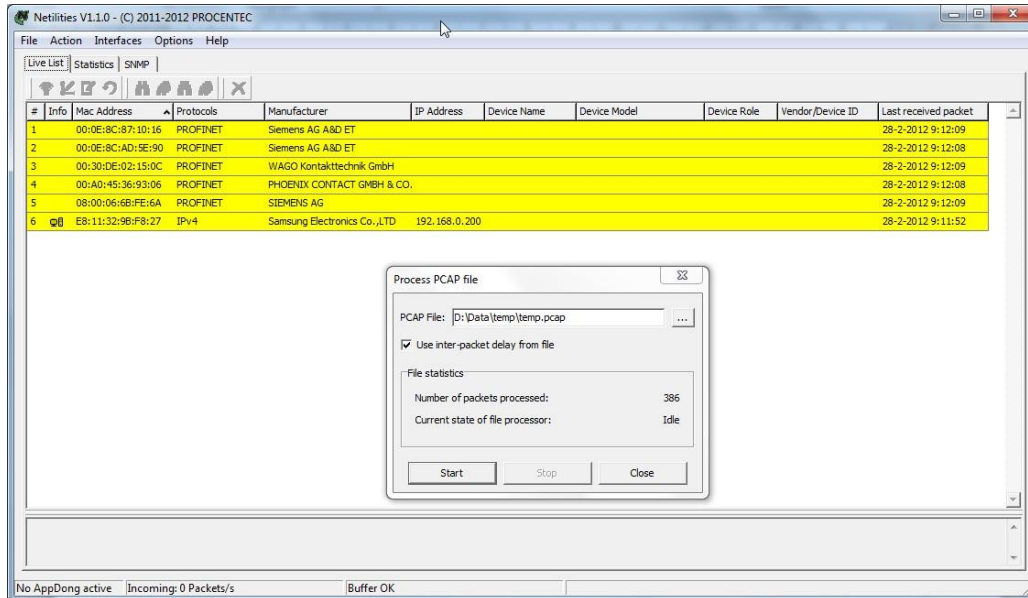 Netilities V1.1.0 - (C) 2011-2012 PROCENTEC
File Action Interfaces Options Help
Live List Statistics SNMP
# Info Mac Address Protocols Manufacturer IP Address Device Name Device Model Device Role Vendor/Device ID Last received packet
1 00:0E:8C:87:10:16 PROFINET Siemens AG A&D ET 28-2-2012 9:12:09
2 00:0E:8C:AD:5E:90 PROFINET Siemens AG A&D ET 28-2-2012 9:12:08
3 00:30:DE:02:15:0C PROFINET WAGO Kontakttechnik GmbH 28-2-2012 9:12:09
4 00:A0:45:36:93:06 PROFINET PHOENIX CONTACT GMBH & CO. 28-2-2012 9:12:08
5 08:00:06:6B:FE:6A PROFINET SIEMENS AG 28-2-2012 9:12:09
6 E8:11:32:9B:F8:27 IPv4 Samsung Electronics Co.,LTD 192.168.0.200 28-2-2012 9:11:52
Process PCAP file
PCAP File: D:\Data\temp\temp.pcap ...
Use inter-packet delay from file
File statistics
Number of packets processed: 386
Current state of file processor: Idle
Start Stop Close
No AppDong active Incoming: 0 Packets/s Buffer OK